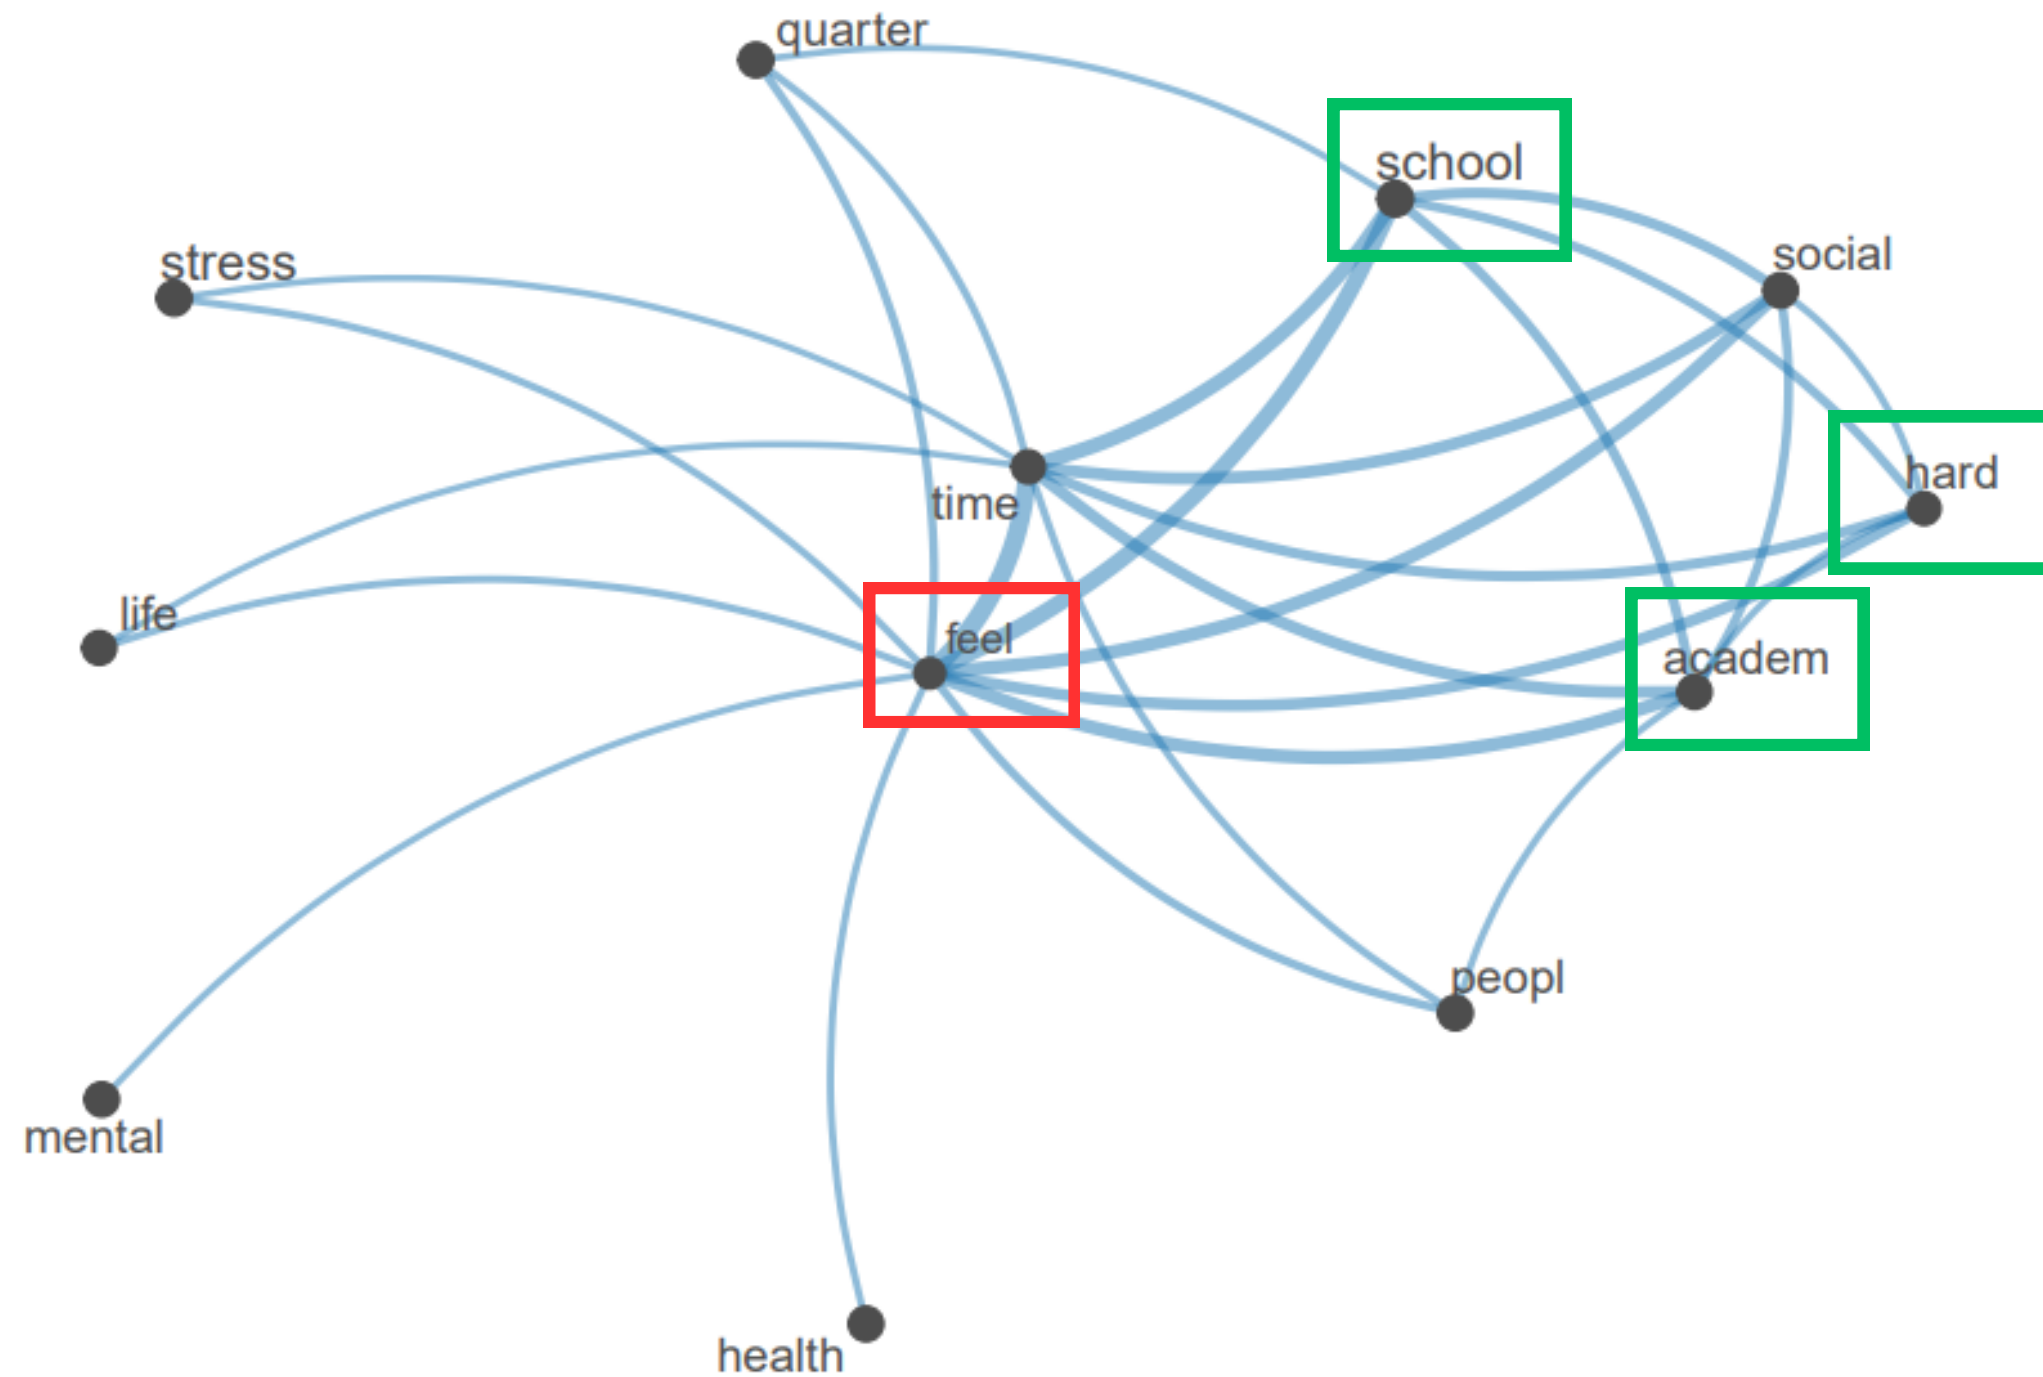 quarter
school
social
stress
hard
time
life
feel
academ
peopl
mental
health